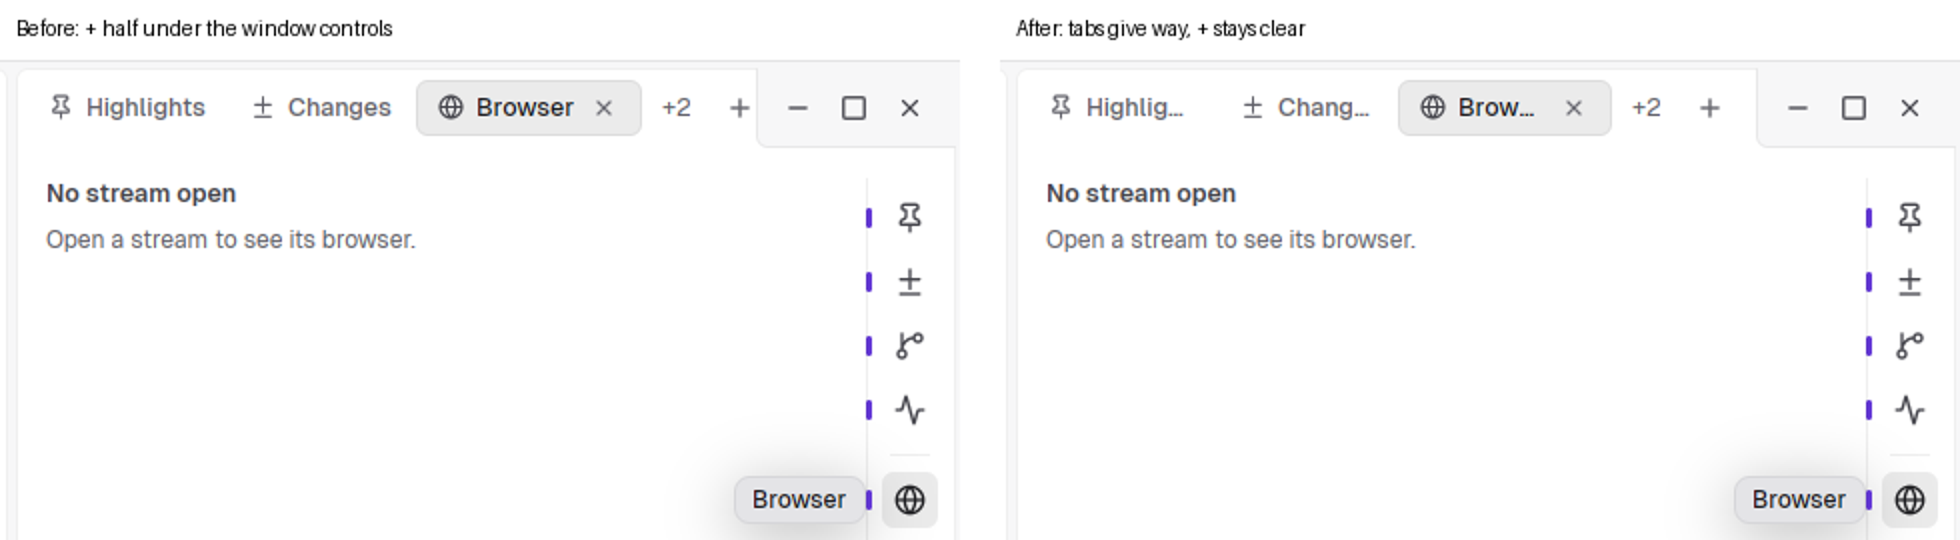 Before: + half under the window controls
Highlights
± Changes
Browser
+2
+
No stream open
Open a stream to see its browser.
Browser
After: tabs give way, + stays clear
Highlig...
± Chang...
Brow...
+2
+
No stream open
Open a stream to see its browser.
Browser